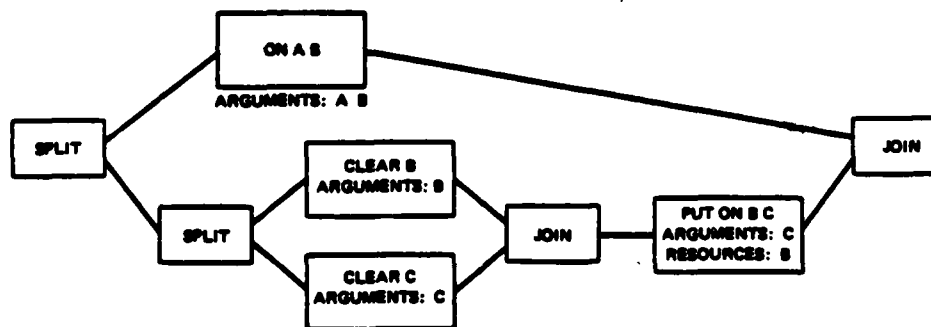 ON A B
ARGUMENTS: A B
SPLIT
JOIN
CLEAR B
ARGUMENTS: B
SPLIT
JOIN
PUT ON B C
ARGUMENTS: C
RESOURCES: B
CLEAR C
ARGUMENTS: C